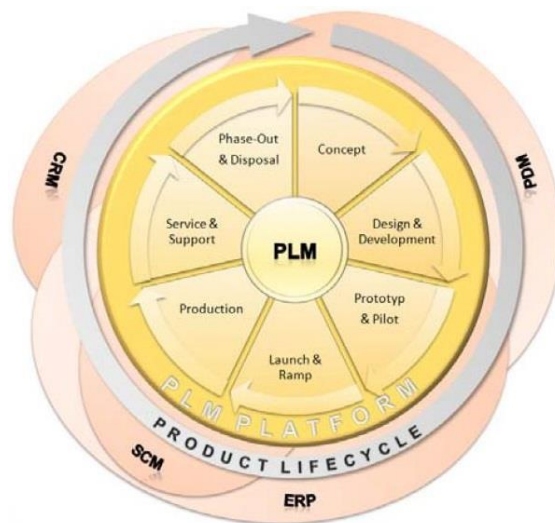 CRM
PDM
Phase-Out
& Disposal
Concept
Service &
Support
PLM
Design &
Development
Production
Prototyp
& Pilot
Launch &
Ramp
PLM PLATFORM
PRODUCT LIFECYCLE
SCM
ERP